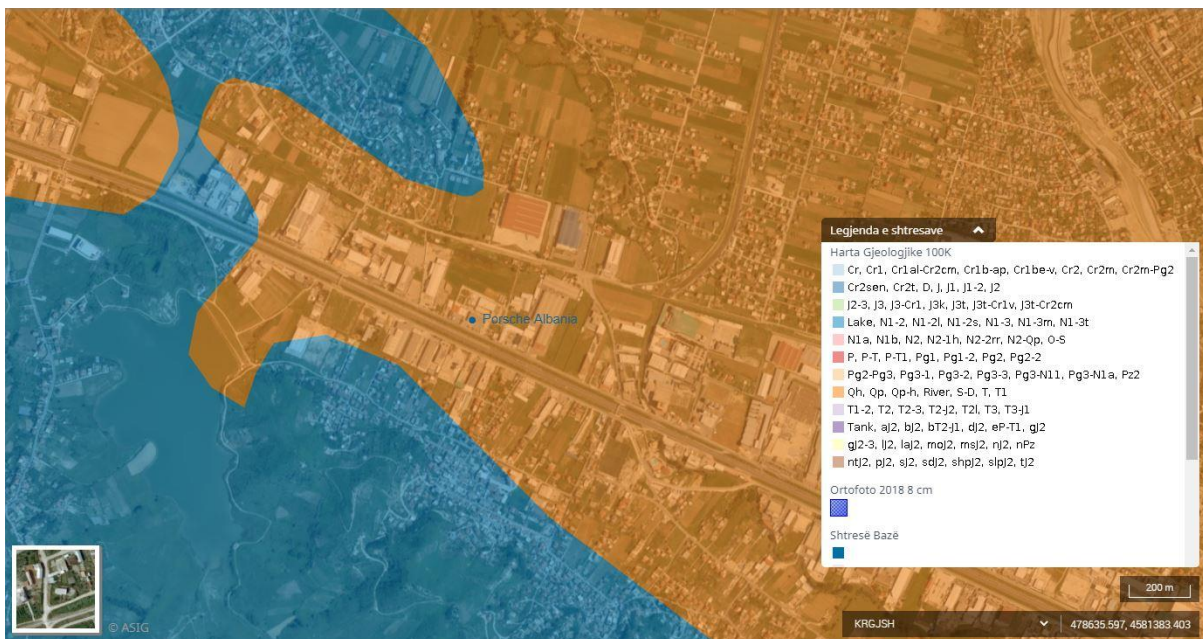 Porsche Albania
Legjenda e shtresave
Harta Gjeologjike 100K
Cr, Cr1, Cr1al-Cr2cm, Cr1b-ap, Cr1be-v, Cr2, Cr2m, Cr2m-Pg2
Cr2sen, Cr2t, D, J, J1, J1-2, J2
J2-3, J3, J3-Cr1, J3k, J3t, J3t-Cr1v, J3t-Cr2cm
Lake, N1-2, N1-2l, N1-2s, N1-3, N1-3m, N1-3t
N1a, N1b, N2, N2-1h, N2-2rr, N2-Qp, O-S
P, P-T, P-T1, Pg1, Pg1-2, Pg2, Pg2-2
Pg2-Pg3, Pg3-1, Pg3-2, Pg3-3, Pg3-N11, Pg3-N1a, Pz2
Qh, Qp, Qp-h, River, S-D, T, T1
T1-2, T2, T2-3, T2-J2, T2l, T3, T3-J1
Tank, aJ2, bJ2, bT2-J1, dJ2, eP-T1, gJ2
gJ2-3, lJ2, laJ2, moJ2, msJ2, nJ2, nPz
ntJ2, pJ2, sJ2, sdJ2, shpJ2, slpJ2, tJ2
Ortofoto 2018 8 cm
Shtresë Bazë
200 m
© ASIG
KRGJSH
478635.597, 4581383.403